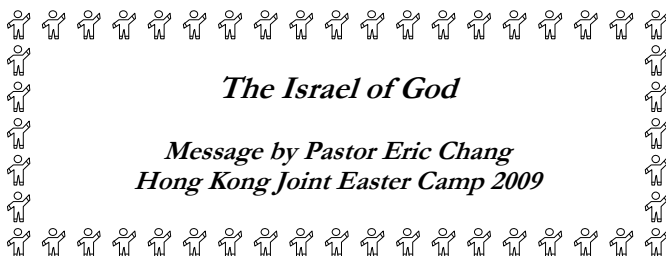 The Israel of God
Message by Pastor Eric Chang
Hong Kong Joint Easter Camp 2009